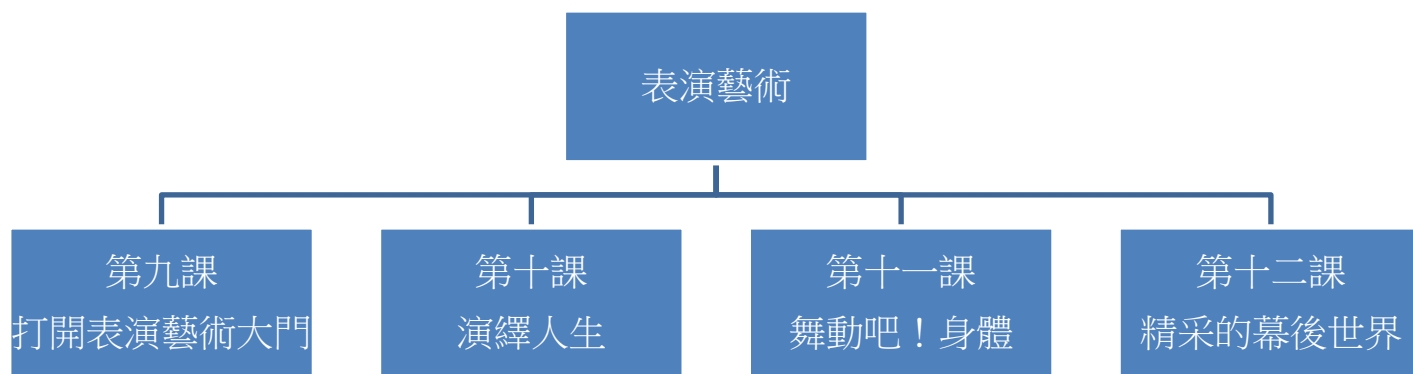 表演藝術
第九課
打開表演藝術大門
第十課
演繹人生
第十一課
舞動吧！身體
第十二課
精采的幕後世界